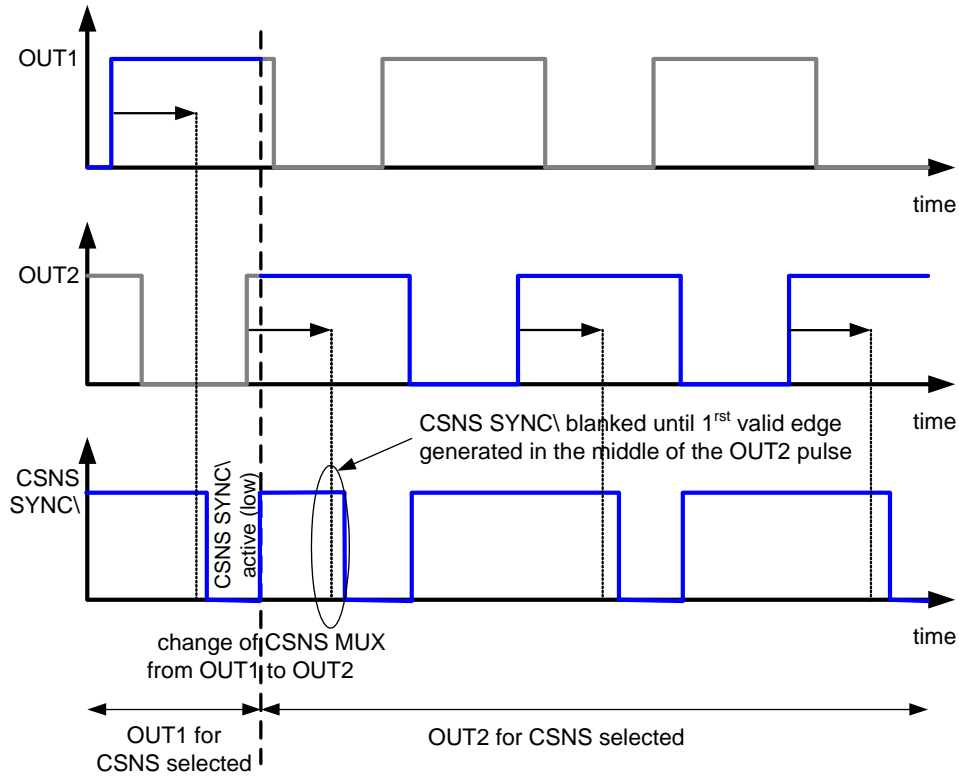 OUT1
time
OUT2
time
CSNS SYNC\ blanked until 1rst valid edge
generated in the middle of the OUT2 pulse
CSNS
SYNC\
CSNS SYNC\
active (low)
time
change of CSNS MUX
from OUT1 to OUT2
OUT1 for
CSNS selected
OUT2 for CSNS selected